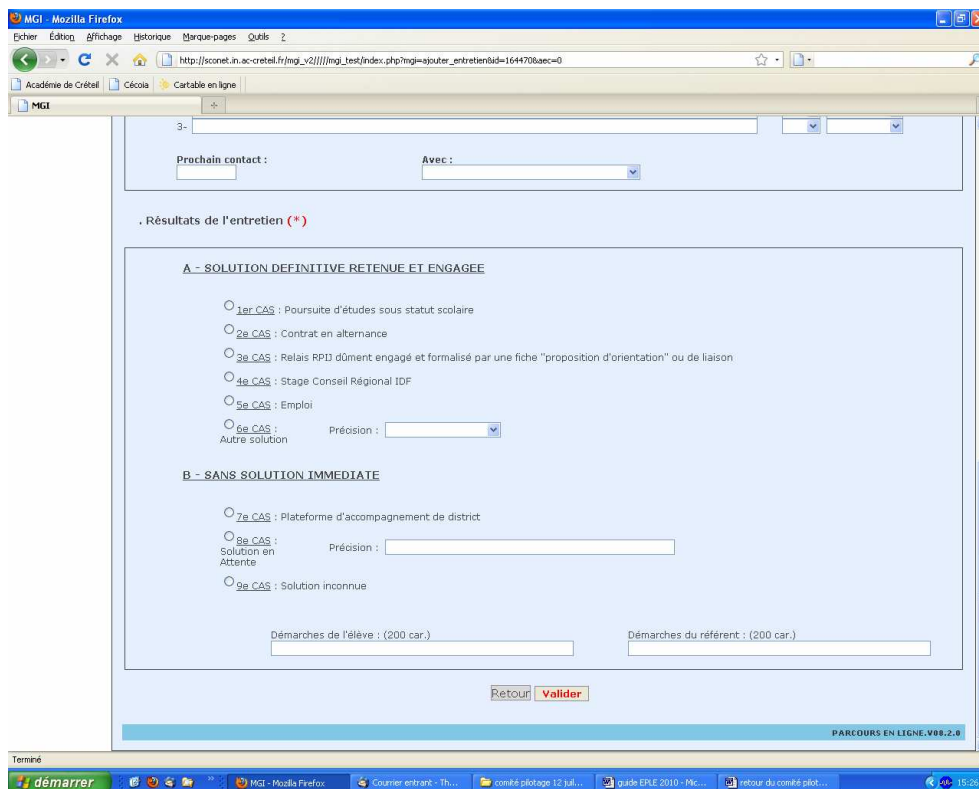 MGI - Mozilla Firefox
Fichier Édition Affichage Historique Marque-pages Outils ?
http://sconet.in.ac-creteil.fr/mgi_v2/////mgi_test/index.php?mgi=ajouter_entretien&id=164470&aec=0
Académie de Créteil Cécoia Cartable en ligne
MGI
3-
Prochain contact : Avec :
. Résultats de l'entretien (*)
A - SOLUTION DEFINITIVE RETENUE ET ENGAGEE
1er CAS : Poursuite d'études sous statut scolaire
2e CAS : Contrat en alternance
3e CAS : Relais RPIJ dûment engagé et formalisé par une fiche "proposition d'orientation" ou de liaison
4e CAS : Stage Conseil Régional IDF
5e CAS : Emploi
6e CAS :
Autre solution Précision :
B - SANS SOLUTION IMMEDIATE
7e CAS : Plateforme d'accompagnement de district
8e CAS :
Solution en Précision :
Attente
9e CAS : Solution inconnue
Démarches de l'élève : (200 car.) Démarches du référent : (200 car.)
Retour Valider
PARCOURS EN LIGNE.V08.2.0
Terminé
démarrer MGI - Mozilla Firefox Courrier entrant - Th... comité pilotage 12 juil... guide EPLE 2010 - Mic... retour du comité pilot... 15:26